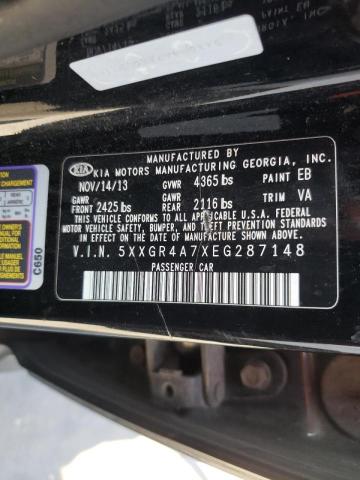 MANUFACTURED BY
KIA KIA MOTORS MANUFACTURING GEORGIA, INC.
NOV/14/13 GVWR 4365 lbs PAINT EB
GAWR FRONT 2425 lbs GAWR REAR 2116 lbs TRIM VA
THIS VEHICLE CONFORMS TO ALL APPLICABLE U.S.A. FEDERAL
MOTOR VEHICLE SAFETY, BUMPER, AND THEFT PREVENTION STANDARDS
IN EFFECT ON THE DATE OF MANUFACTURE SHOWN ABOVE.
V.I.N. 5XXGR4A7XEG287148
PASSENGER CAR
C650